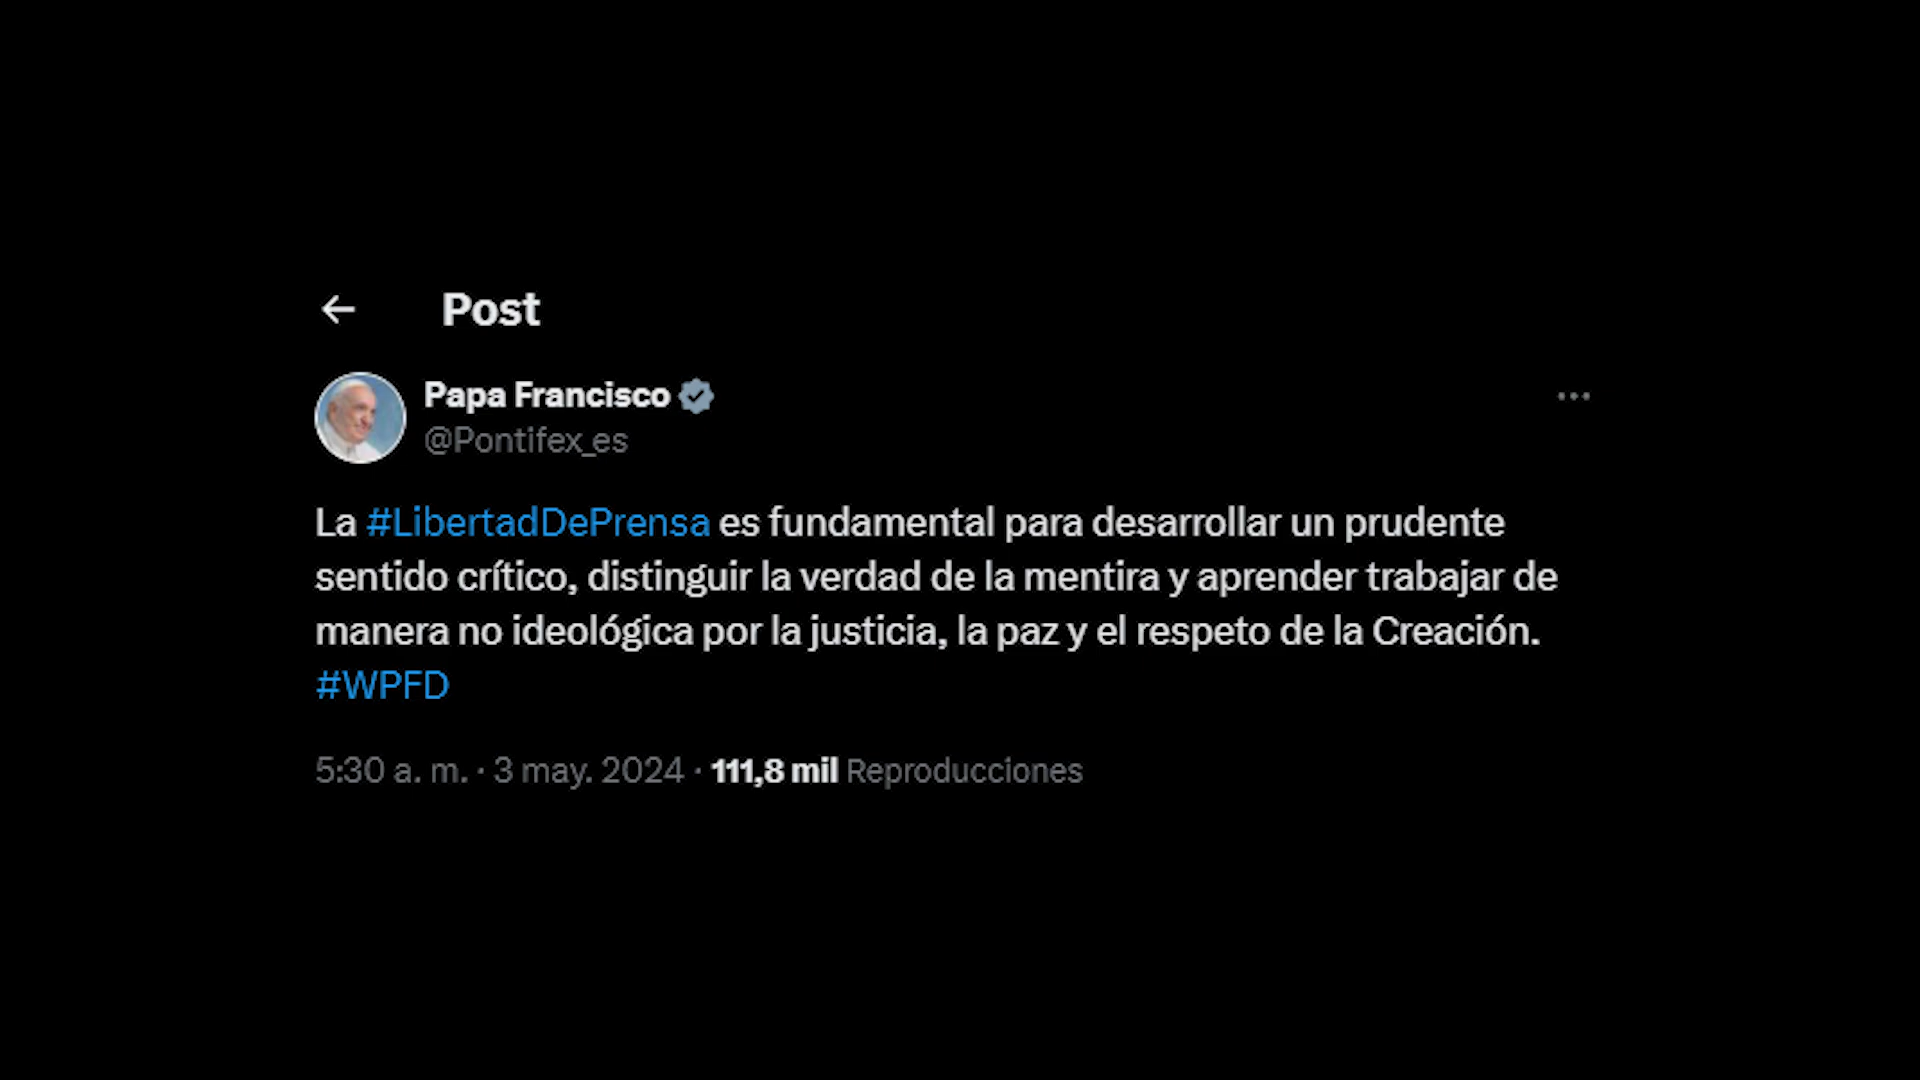 Post
Papa Francisco
@Pontifex_es
La #LibertadDePrensa es fundamental para desarrollar un prudente
sentido crítico, distinguir la verdad de la mentira y aprender trabajar de
manera no ideológica por la justicia, la paz y el respeto de la Creación.
#WPFD
5:30 a. m. · 3 may. 2024 · 111,8 mil Reproducciones